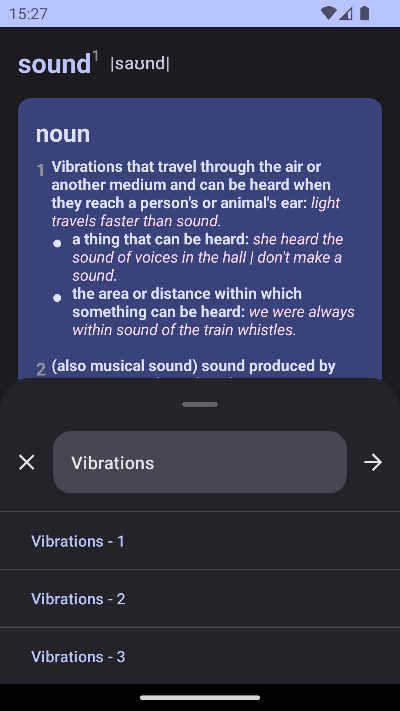 15:27
sound1 |saʊnd|
noun
1 Vibrations that travel through the air or
another medium and can be heard when
they reach a person's or animal's ear: light
travels faster than sound.
● a thing that can be heard: she heard the
sound of voices in the hall | don't make a
sound.
● the area or distance within which
something can be heard: we were always
within sound of the train whistles.
2 (also musical sound) sound produced by
Vibrations
Vibrations - 1
Vibrations - 2
Vibrations - 3